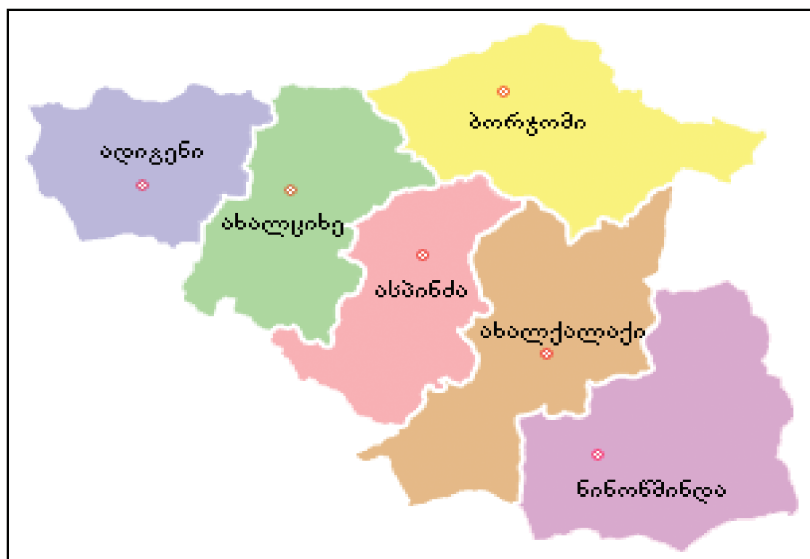 ბორჯომი
ადიგენი
ახალციხე
ასპინძა
ახალქალაქი
ნინოწმინდა